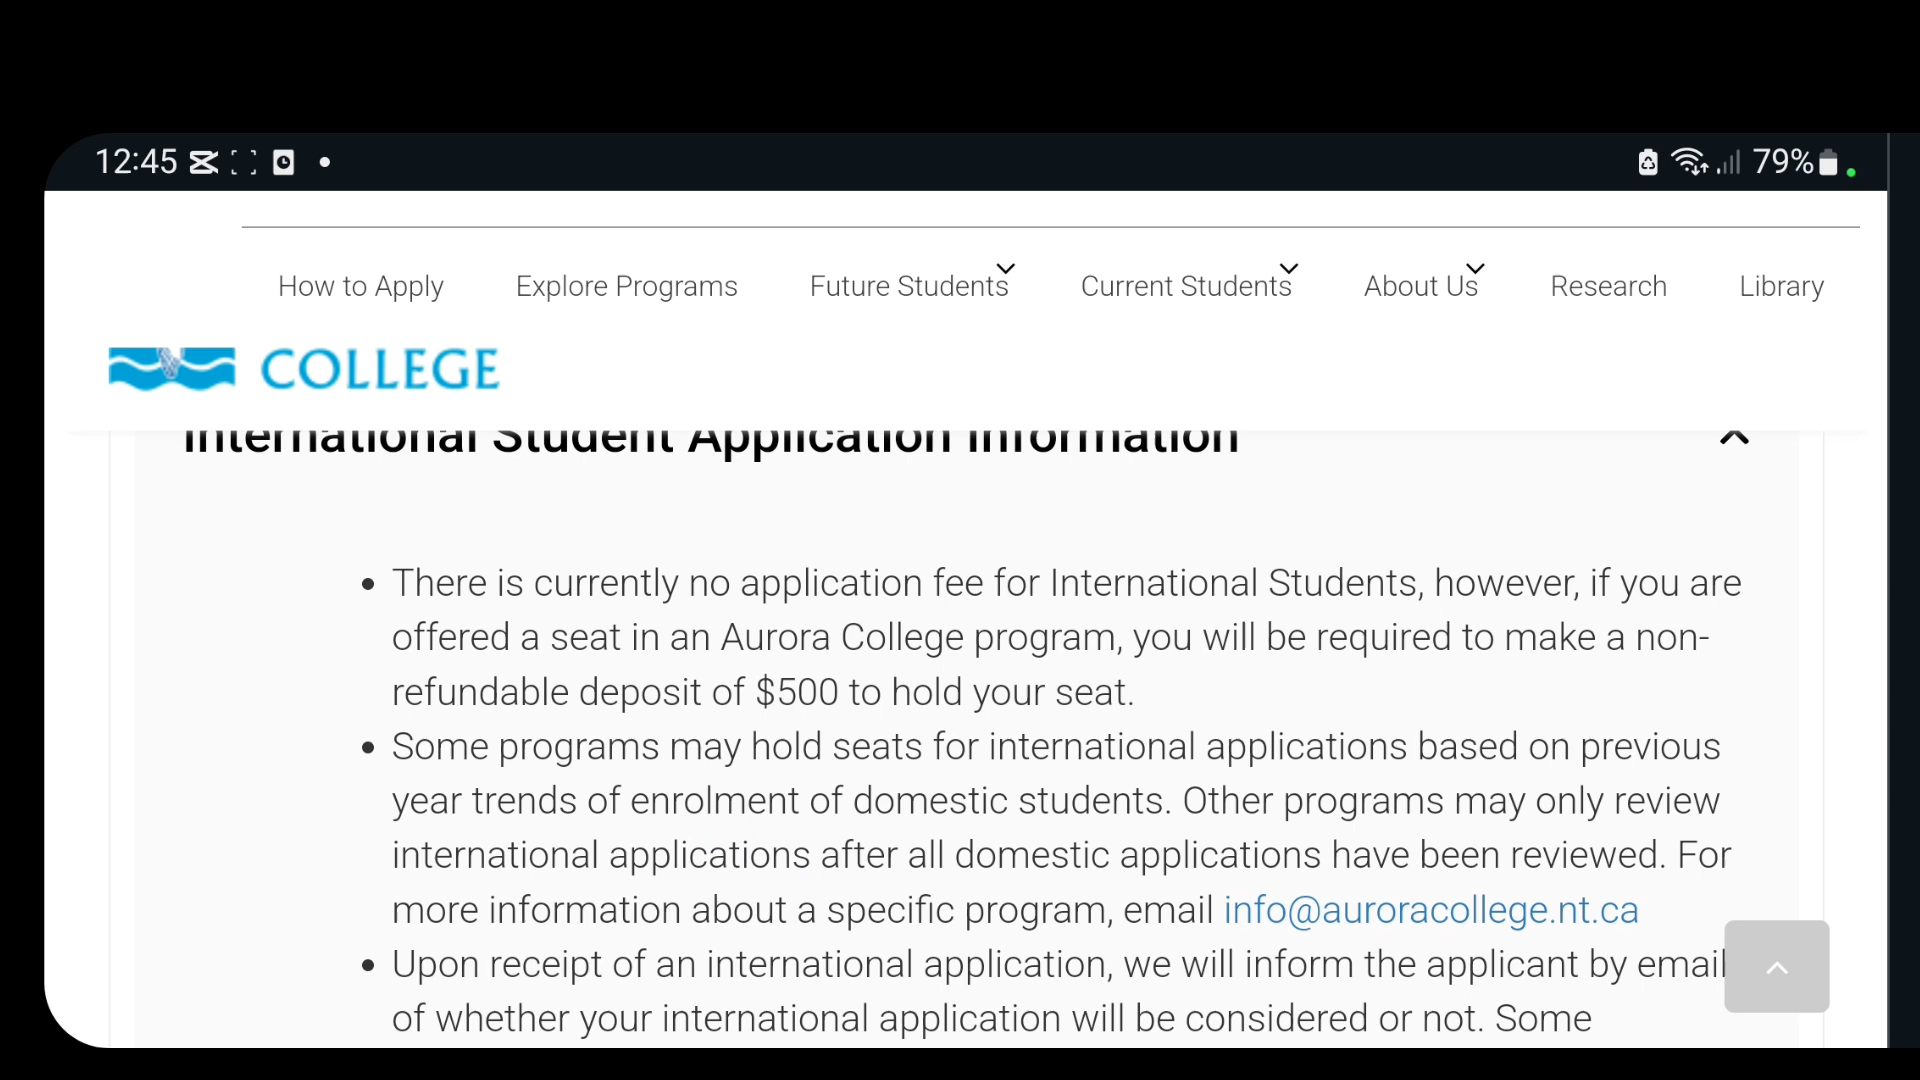 12:45
79%
How to Apply Explore Programs Future Students Current Students About Us Research Library
COLLEGE
International Student Application Information
• There is currently no application fee for International Students, however, if you are
offered a seat in an Aurora College program, you will be required to make a non-
refundable deposit of $500 to hold your seat.
• Some programs may hold seats for international applications based on previous
year trends of enrolment of domestic students. Other programs may only review
international applications after all domestic applications have been reviewed. For
more information about a specific program, email info@auroracollege.nt.ca
• Upon receipt of an international application, we will inform the applicant by email
of whether your international application will be considered or not. Some